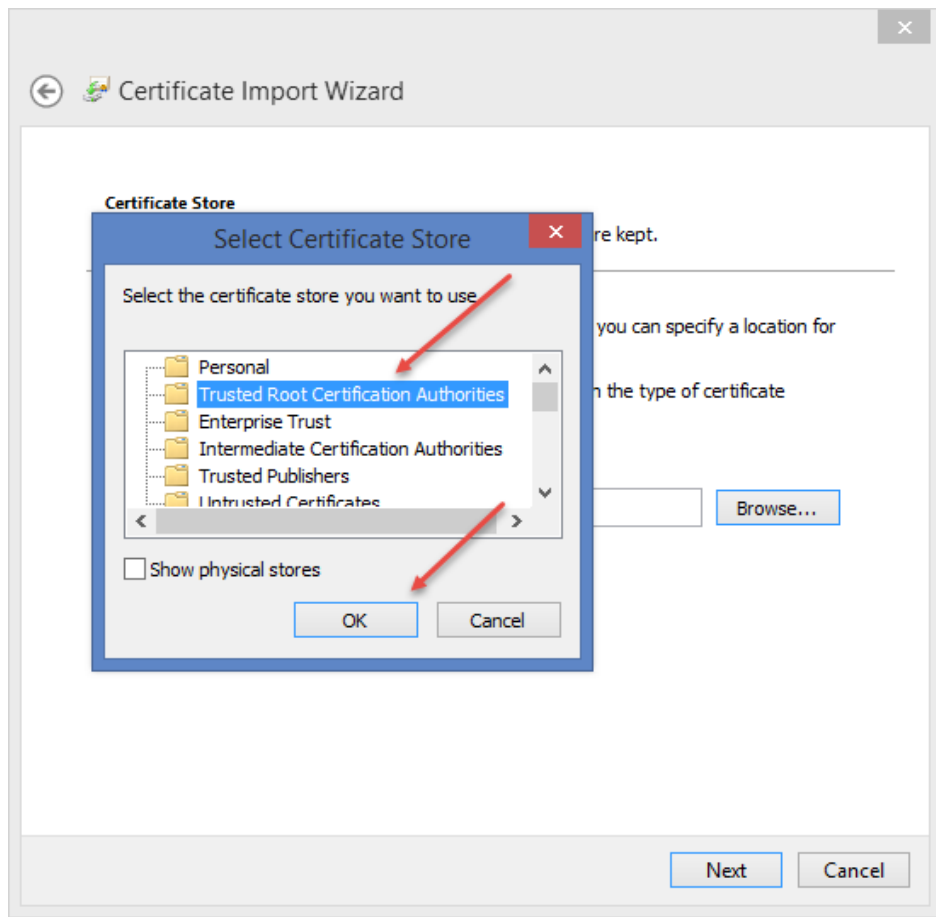 Certificate Import Wizard
Certificate Store
Select Certificate Store
re kept.
Select the certificate store you want to use
you can specify a location for
Personal
Trusted Root Certification Authorities
the type of certificate
Enterprise Trust
Intermediate Certification Authorities
Trusted Publishers
Untrusted Certificates
Browse...
Show physical stores
OK
Cancel
Next
Cancel